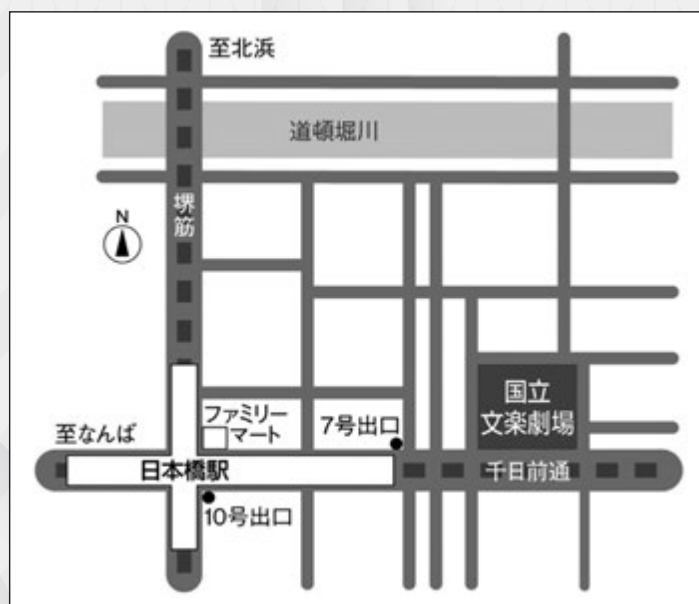 至北浜
道頓堀川
堺筋
N
国立
文楽劇場
ファミリー
マート
7号出口
至なんば
日本橋駅
千日前通
10号出口